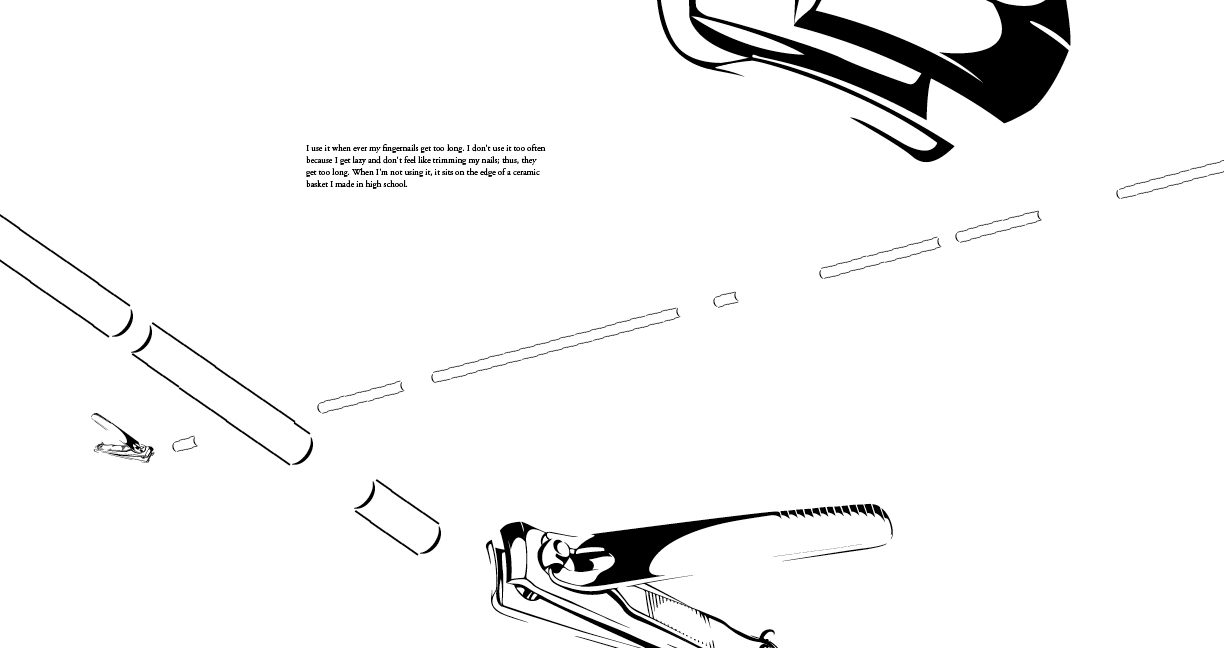 I use it when ever my fingernails get too long. I don't use it too often
because I get lazy and don't feel like trimming my nails; thus, they
get too long. When I'm not using it, it sits on the edge of a ceramic
basket I made in high school.